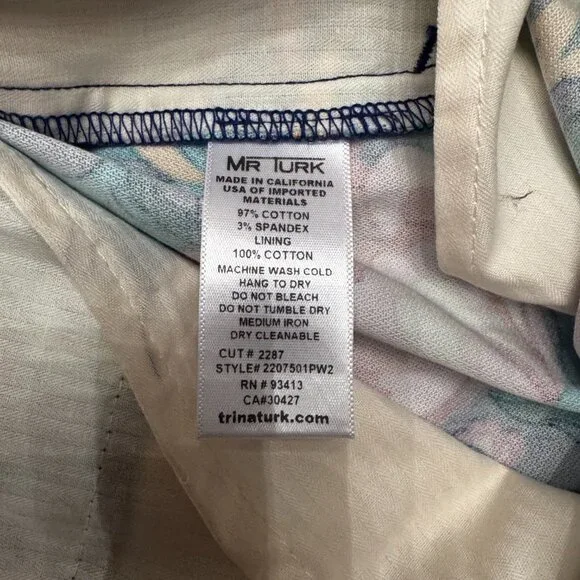 MR TURK
MADE IN CALIFORNIA
USA OF IMPORTED
MATERIALS
97% COTTON
3% SPANDEX
LINING
100% COTTON
MACHINE WASH COLD
HANG TO DRY
DO NOT BLEACH
DO NOT TUMBLE DRY
MEDIUM IRON
DRY CLEANABLE
CUT# 2287
STYLE# 2207501PW2
RN # 93413
CA#30427
trinaturk.com